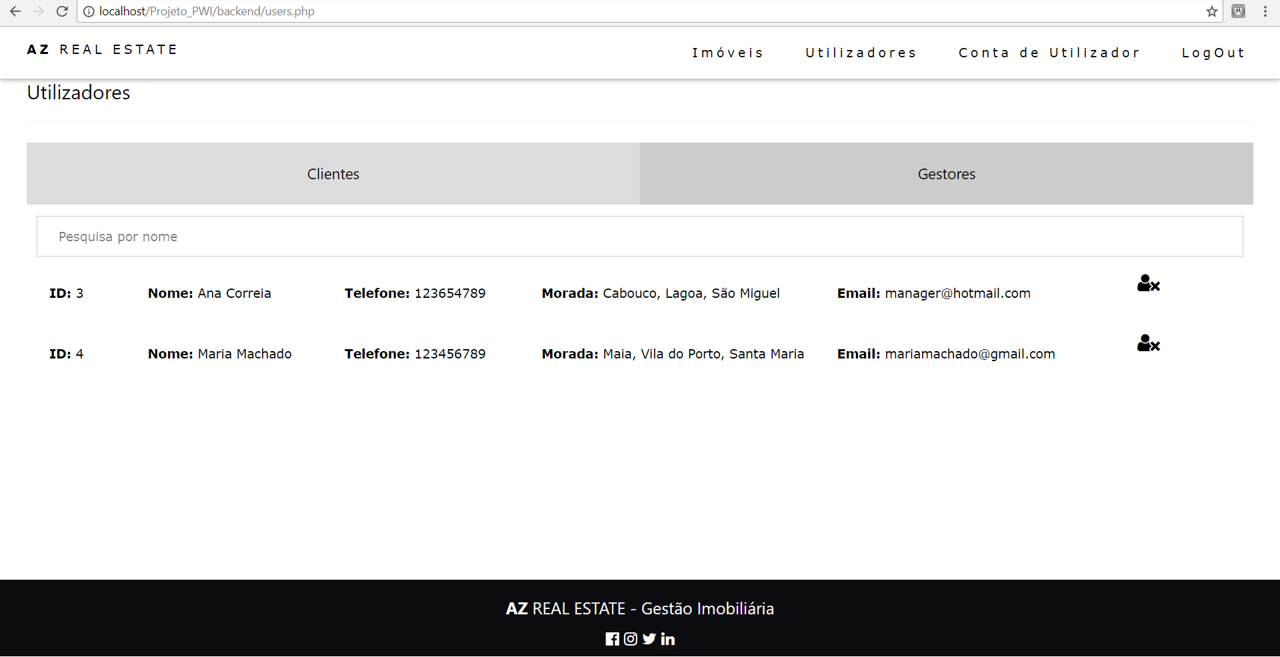 localhost/Projeto_PWI/backend/users.php
AZ REAL ESTATE Imóveis Utilizadores Conta de Utilizador LogOut
Utilizadores
Clientes Gestores
Pesquisa por nome
ID: 3 Nome: Ana Correia Telefone: 123654789 Morada: Cabouco, Lagoa, São Miguel Email: manager@hotmail.com
ID: 4 Nome: Maria Machado Telefone: 123456789 Morada: Maia, Vila do Porto, Santa Maria Email: mariamachado@gmail.com
AZ REAL ESTATE - Gestão Imobiliária